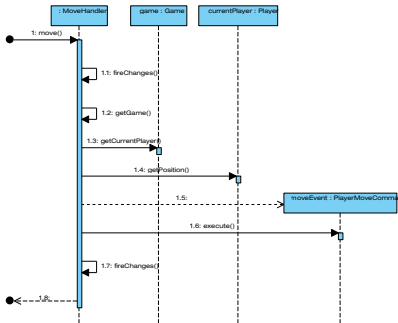 : MoveHandler
game : Game
currentPlayer : Player
1: move()
1.1: fireChanges()
1.2: getGame()
1.3: getCurrentPlayer()
1.4: getPosition()
1.5:
moveEvent : PlayerMoveComma
1.6: execute()
1.7: fireChanges()
1.8: